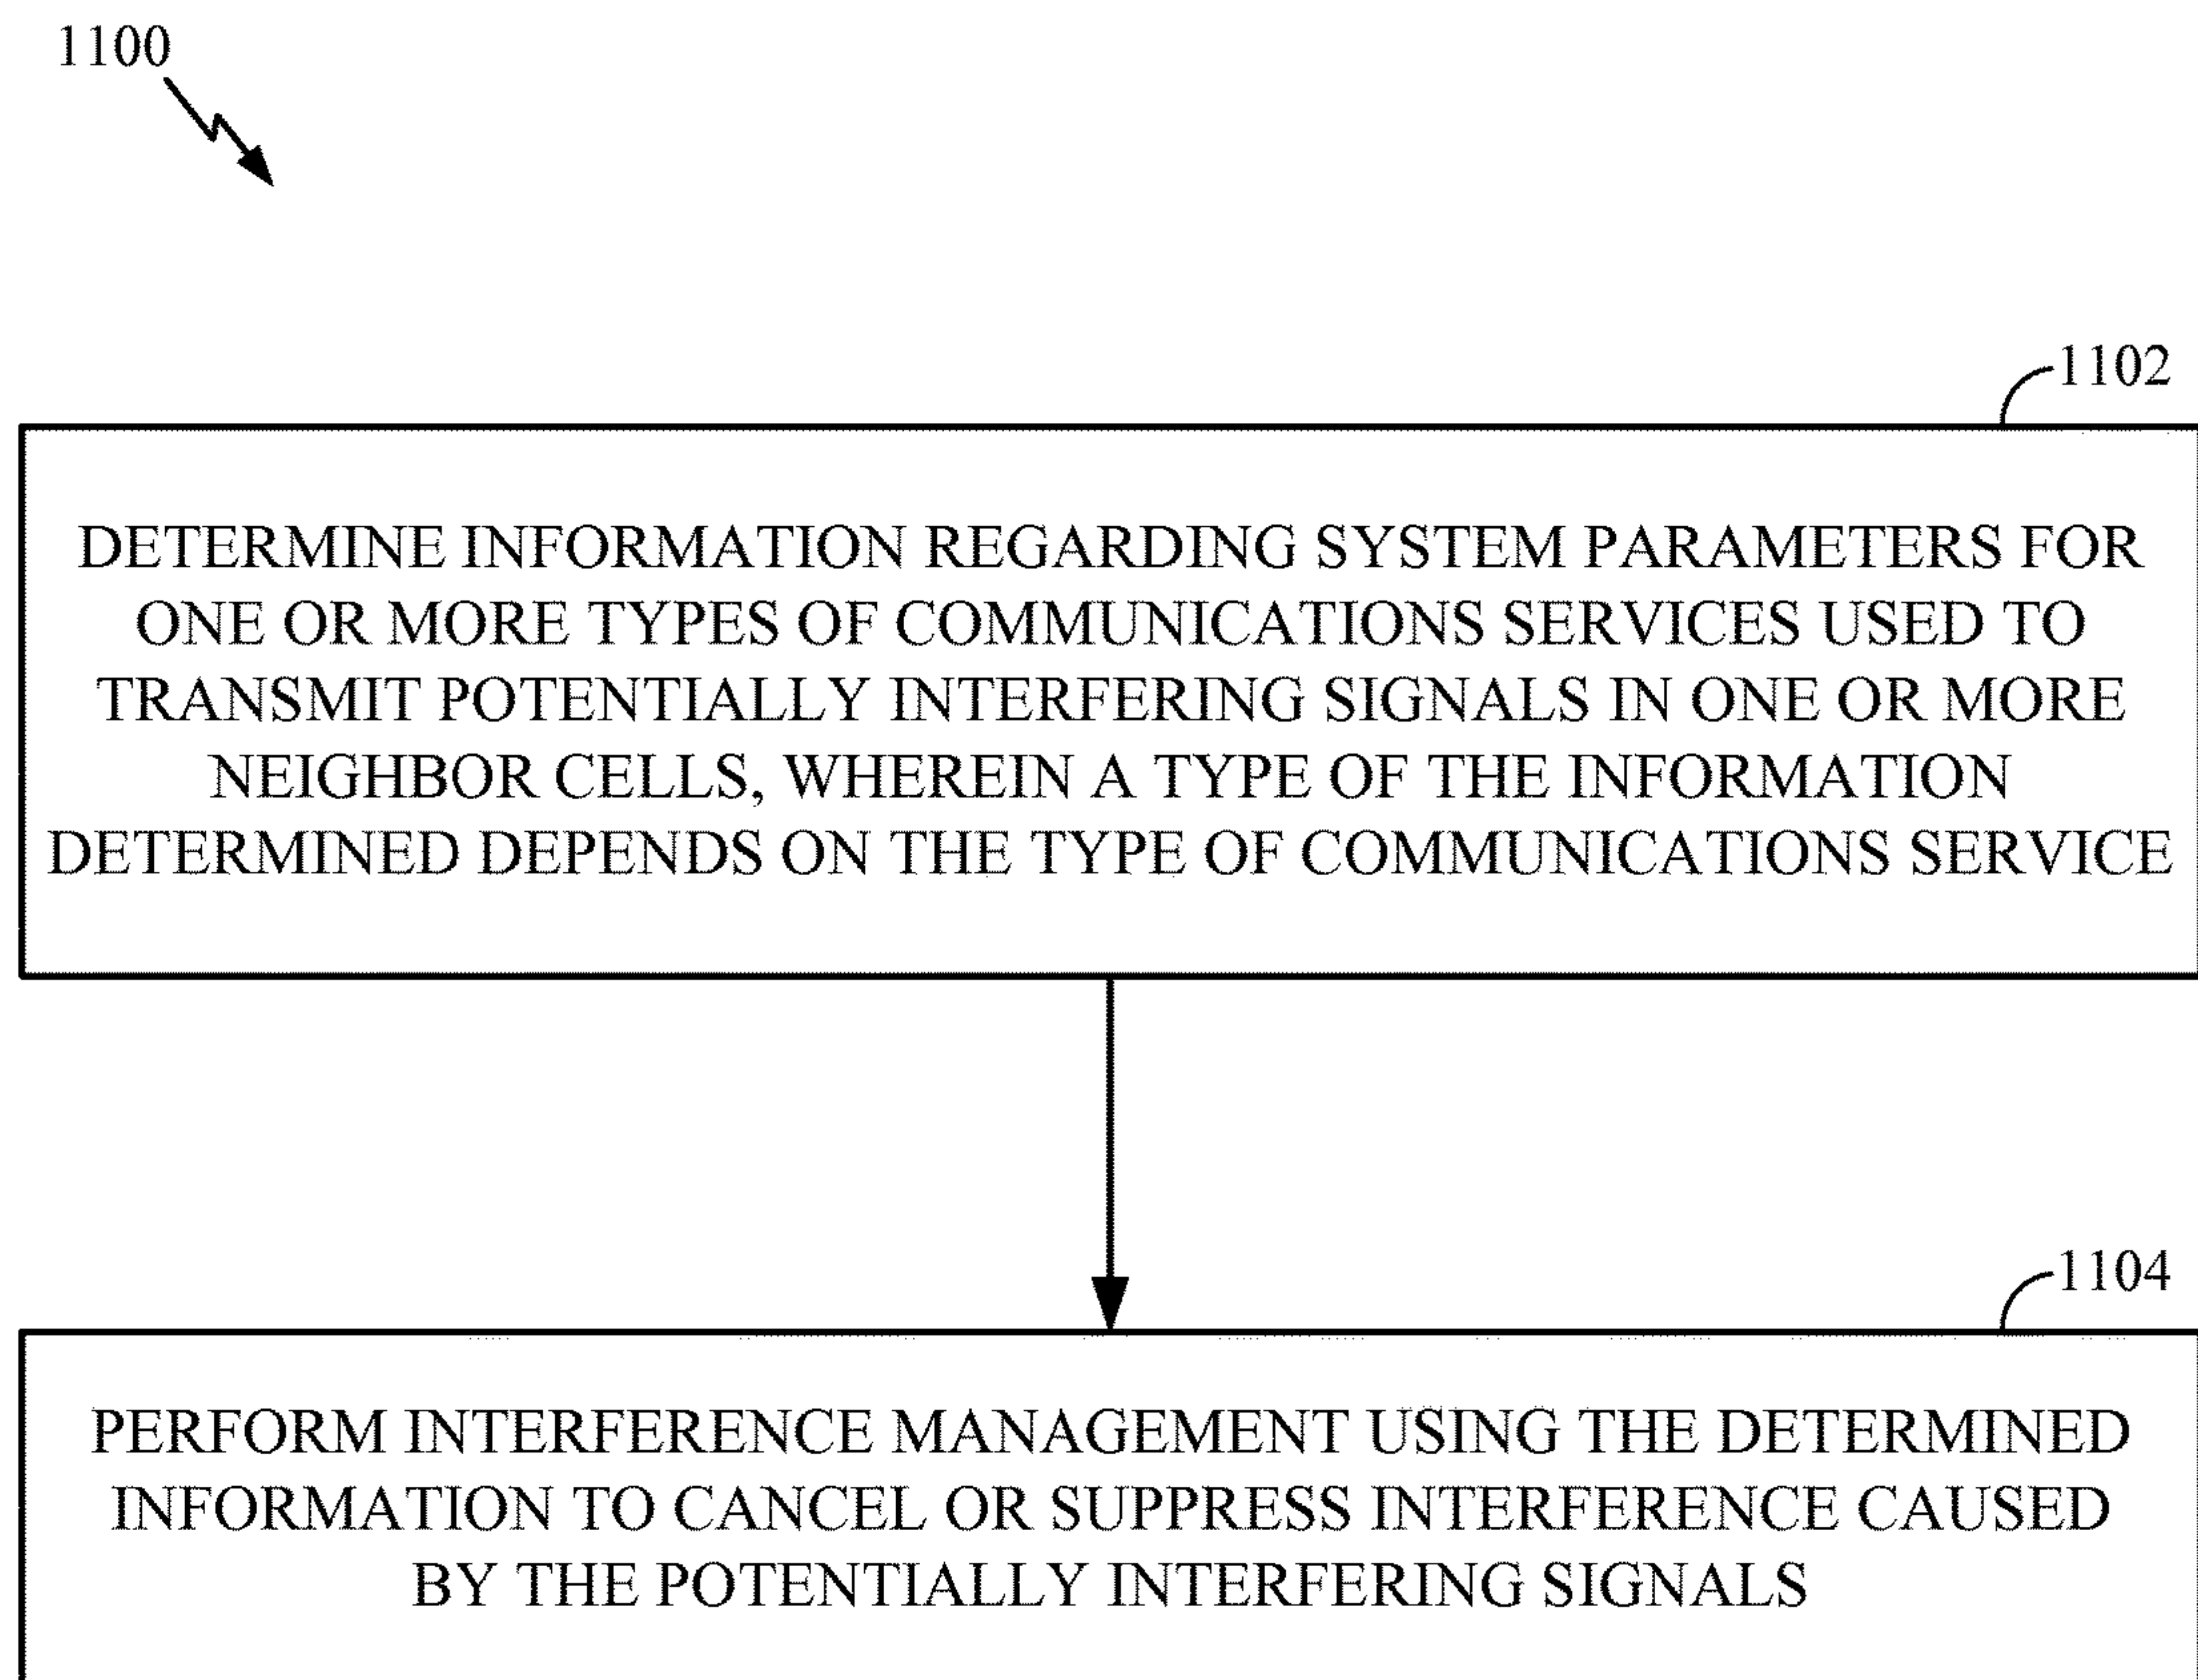 1100
1102
DETERMINE INFORMATION REGARDING SYSTEM PARAMETERS FOR
ONE OR MORE TYPES OF COMMUNICATIONS SERVICES USED TO
TRANSMIT POTENTIALLY INTERFERING SIGNALS IN ONE OR MORE
NEIGHBOR CELLS, WHEREIN A TYPE OF THE INFORMATION
DETERMINED DEPENDS ON THE TYPE OF COMMUNICATIONS SERVICE
1104
PERFORM INTERFERENCE MANAGEMENT USING THE DETERMINED
INFORMATION TO CANCEL OR SUPPRESS INTERFERENCE CAUSED
BY THE POTENTIALLY INTERFERING SIGNALS